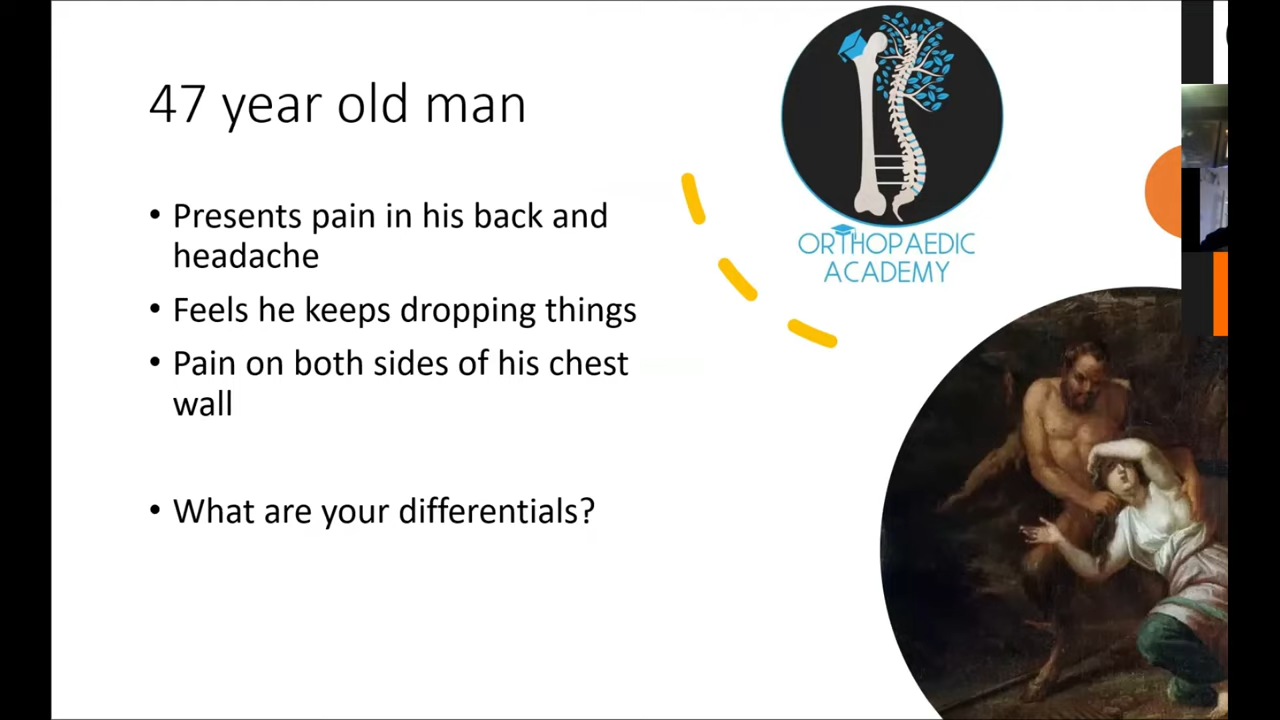 47 year old man
• Presents pain in his back and
headache
• Feels he keeps dropping things
• Pain on both sides of his chest
wall
• What are your differentials?
ORTHOPAEDIC
ACADEMY